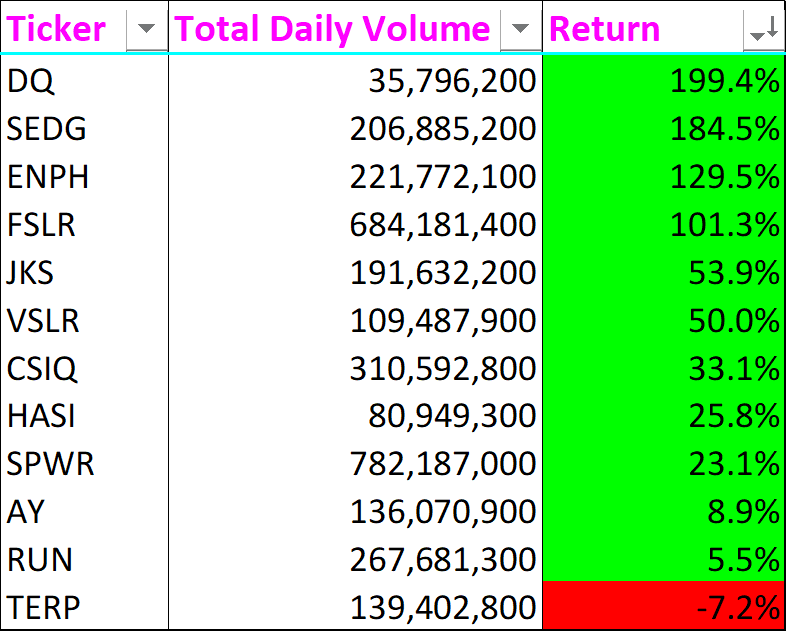 Ticker Total Daily Volume Return
DQ 35,796,200 199.4%
SEDG 206,885,200 184.5%
ENPH 221,772,100 129.5%
FSLR 684,181,400 101.3%
JKS 191,632,200 53.9%
VSLR 109,487,900 50.0%
CSIQ 310,592,800 33.1%
HASI 80,949,300 25.8%
SPWR 782,187,000 23.1%
AY 136,070,900 8.9%
RUN 267,681,300 5.5%
TERP 139,402,800 -7.2%